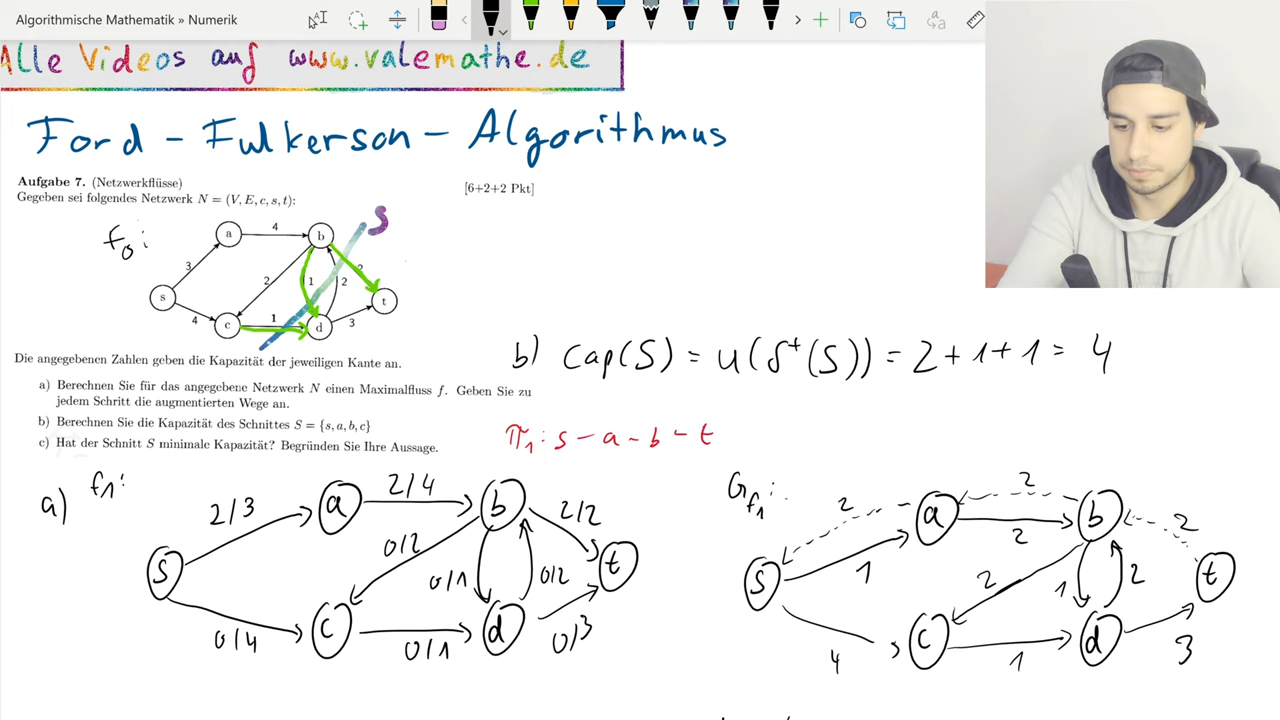 Algorithmische Mathematik » Numerik
Alle Videos auf www.valemathe.de
Ford - Fulkerson - Algorithmus
Aufgabe 7. (Netzwerkflüsse)
[6+2+2 Pkt]
Gegeben sei folgendes Netzwerk N = (V, E, c, s, t):
f₀:
S
a
4
b
3
2
1
2
2
s
t
4
c
1
d
3
Die angegebenen Zahlen geben die Kapazität der jeweiligen Kante an.
a) Berechnen Sie für das angegebene Netzwerk N einen Maximalfluss f. Geben Sie zu
jedem Schritt die augmentierten Wege an.
b) Berechnen Sie die Kapazität des Schnittes S = {s, a, b, c}
c) Hat der Schnitt S minimale Kapazität? Begründen Sie Ihre Aussage.
b) cap(S) = u(δ⁺(S)) = 2+1+1 = 4
π₁: s - a - b - t
a) f₁:
2/3
a
2/4
b
2/2
0/2
0/1
0/2
s
t
0/4
c
0/1
d
0/3
G_f₁:
2
2
a
2
b
2
s
1
2
1
2
t
4
c
1
d
3